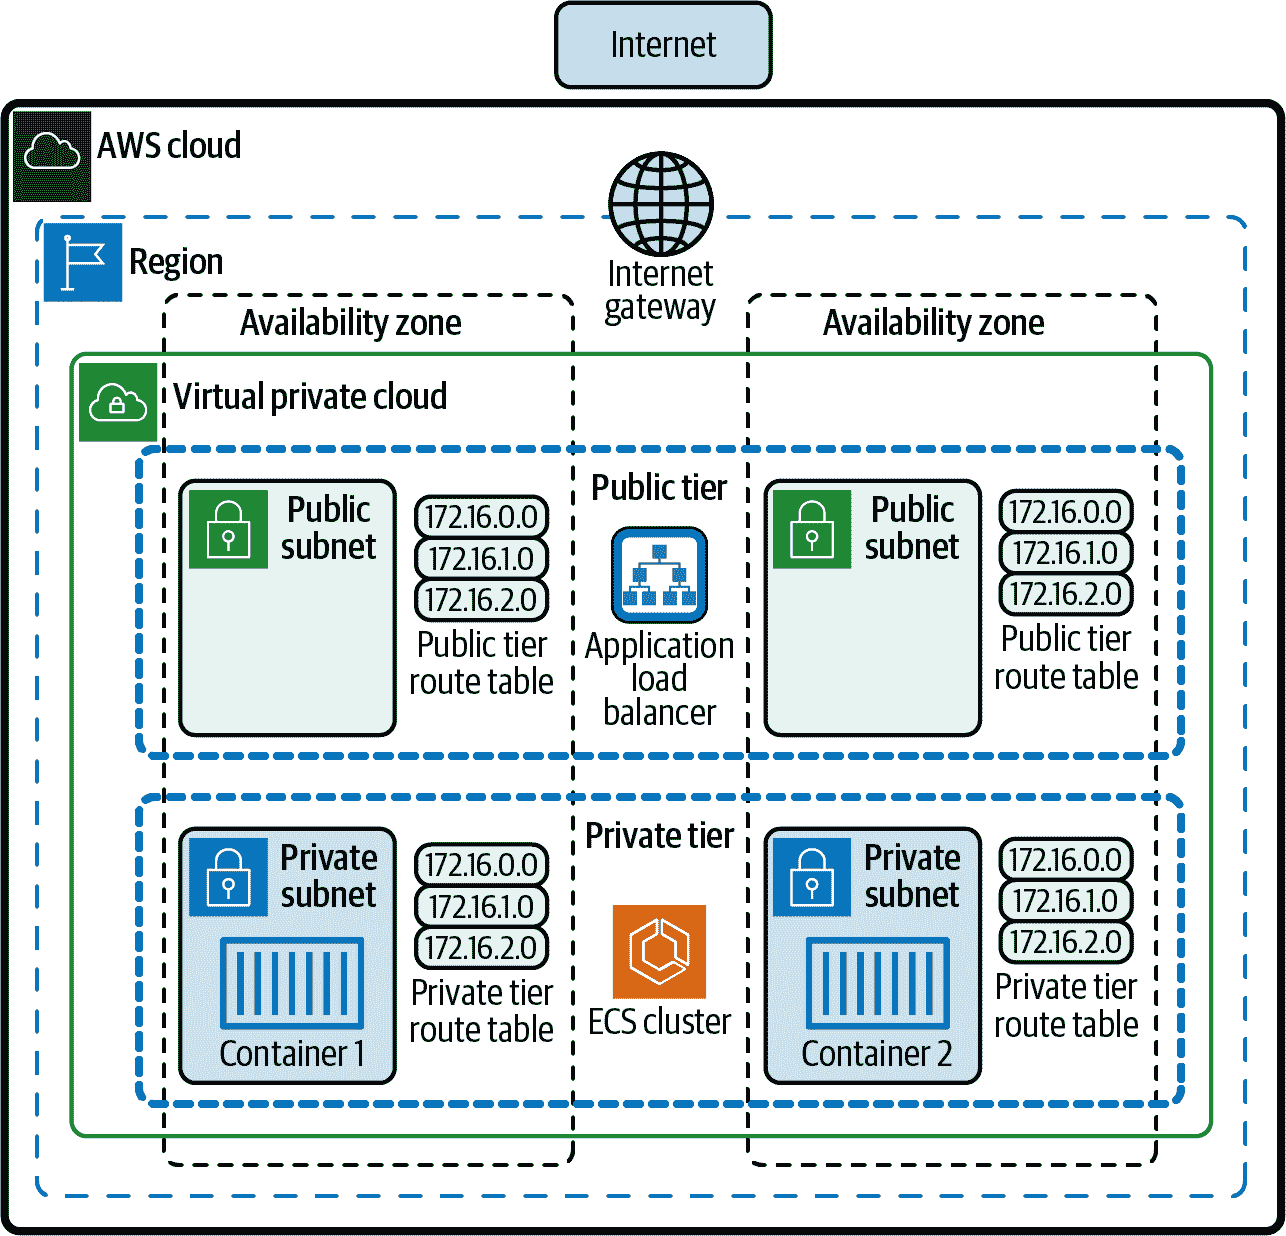 Internet
AWS cloud
Internet
gateway
Region
Availability zone
Availability zone
Virtual private cloud
Public tier
Public
subnet
172.16.0.0
172.16.1.0
172.16.2.0
Public tier
route table
Application
load
balancer
Public
subnet
172.16.0.0
172.16.1.0
172.16.2.0
Public tier
route table
Private tier
Private
subnet
172.16.0.0
172.16.1.0
172.16.2.0
Private tier
route table
Container 1
ECS cluster
Private
subnet
172.16.0.0
172.16.1.0
172.16.2.0
Private tier
route table
Container 2